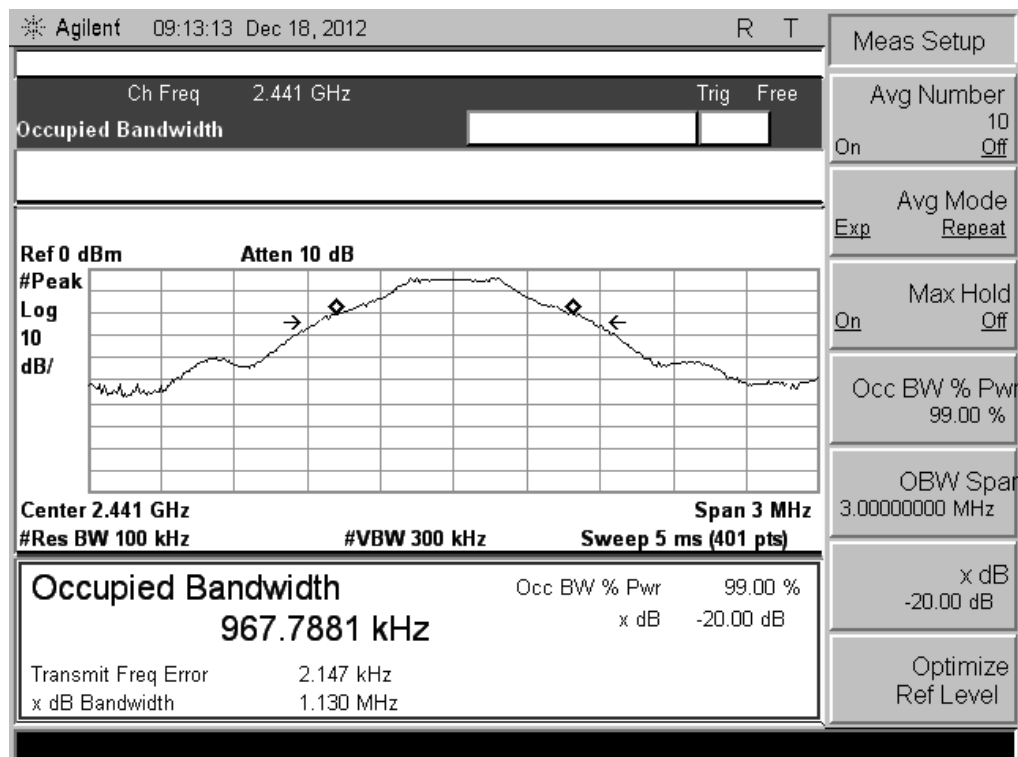 Agilent 09:13:13 Dec 18, 2012 R T
Ch Freq 2.441 GHz Trig Free
Occupied Bandwidth
Ref 0 dBm Atten 10 dB
#Peak
Log
10
dB/
Center 2.441 GHz Span 3 MHz
#Res BW 100 kHz #VBW 300 kHz Sweep 5 ms (401 pts)
Occupied Bandwidth Occ BW % Pwr 99.00 %
967.7881 kHz x dB -20.00 dB
Transmit Freq Error 2.147 kHz
x dB Bandwidth 1.130 MHz
Meas Setup
Avg Number
10
On Off
Avg Mode
Exp Repeat
Max Hold
On Off
Occ BW % Pwr
99.00 %
OBW Span
3.00000000 MHz
x dB
-20.00 dB
Optimize
Ref Level